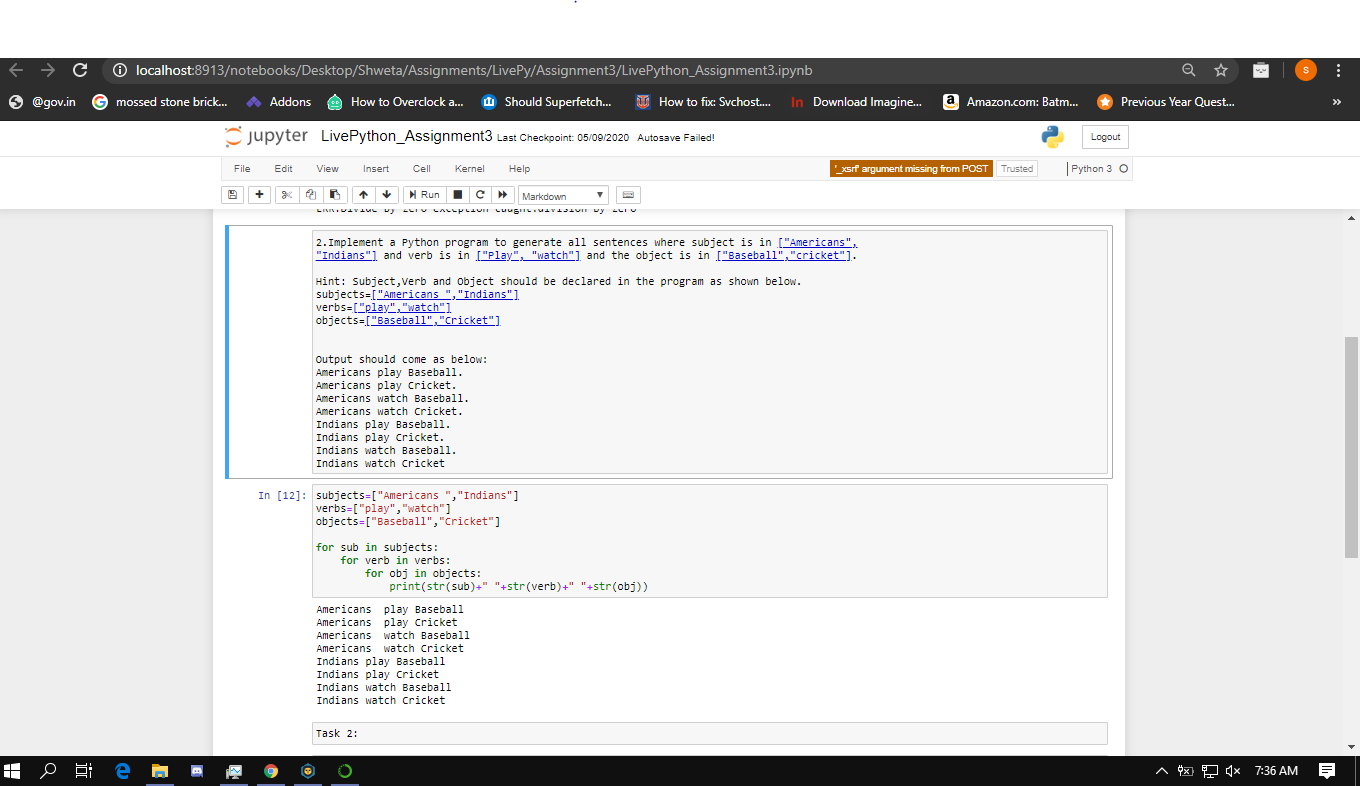 localhost:8913/notebooks/Desktop/Shweta/Assignments/LivePy/Assignment3/LivePython_Assignment3.ipynb
S
@gov.in mossed stone brick... Addons How to Overclock a... Should Superfetch... How to fix: Svchost.... In Download Imagine... a Amazon.com: Batm... Previous Year Quest... »
jupyter LivePython_Assignment3 Last Checkpoint: 05/09/2020 Autosave Failed! Logout
File Edit View Insert Cell Kernel Help '_xsrf' argument missing from POST Trusted Python 3
Run Markdown
ERR:Divide by zero exception caught:division by zero
2.Implement a Python program to generate all sentences where subject is in ["Americans",
"Indians"] and verb is in ["Play", "watch"] and the object is in ["Baseball","cricket"].
Hint: Subject,Verb and Object should be declared in the program as shown below.
subjects=["Americans ","Indians"]
verbs=["play","watch"]
objects=["Baseball","Cricket"]
Output should come as below:
Americans play Baseball.
Americans play Cricket.
Americans watch Baseball.
Americans watch Cricket.
Indians play Baseball.
Indians play Cricket.
Indians watch Baseball.
Indians watch Cricket
In [12]: subjects=["Americans ","Indians"]
verbs=["play","watch"]
objects=["Baseball","Cricket"]
for sub in subjects:
for verb in verbs:
for obj in objects:
print(str(sub)+" "+str(verb)+" "+str(obj))
Americans  play Baseball
Americans  play Cricket
Americans  watch Baseball
Americans  watch Cricket
Indians play Baseball
Indians play Cricket
Indians watch Baseball
Indians watch Cricket
Task 2:
7:36 AM